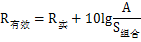 R有效 = R实 + 10lg A/S组合